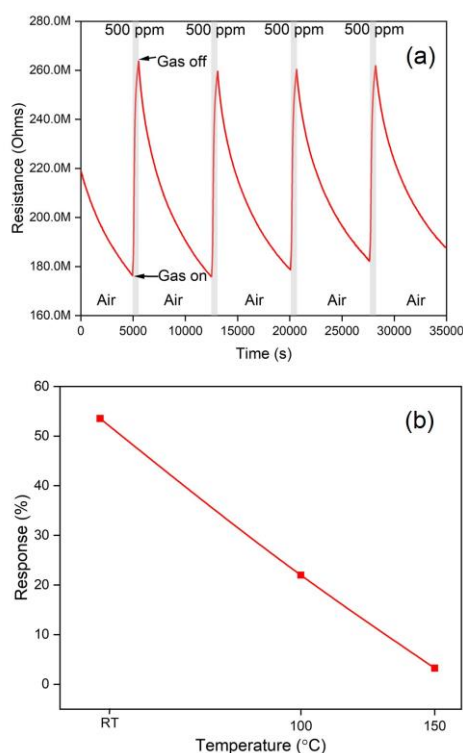 500 ppm 500 ppm 500 ppm 500 ppm
(a)
Gas off
Gas on
Air Air Air Air Air
280.0M
260.0M
240.0M
220.0M
200.0M
180.0M
160.0M
Resistance (Ohms)
0 5000 10000 15000 20000 25000 30000 35000
Time (s)
(b)
60
50
40
30
20
10
0
Response (%)
RT 100 150
Temperature (°C)